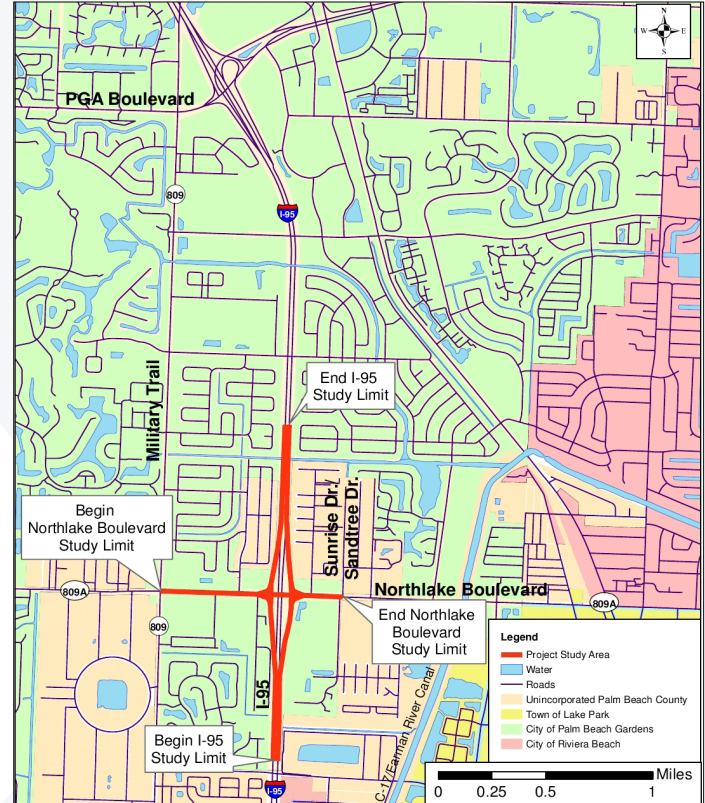 N
W E
S
PGA Boulevard
809
I-95
Military Trail
End I-95
Study Limit
Begin
Northlake Boulevard
Study Limit
Sunrise Dr.
Sandtree Dr.
809A
Northlake Boulevard
809A
809
End Northlake
Boulevard
Study Limit
I-95
C-17/Earman River Canal
Begin I-95
Study Limit
I-95
Legend
Project Study Area
Water
Roads
Unincorporated Palm Beach County
Town of Lake Park
City of Palm Beach Gardens
City of Riviera Beach
Miles
0 0.25 0.5 1